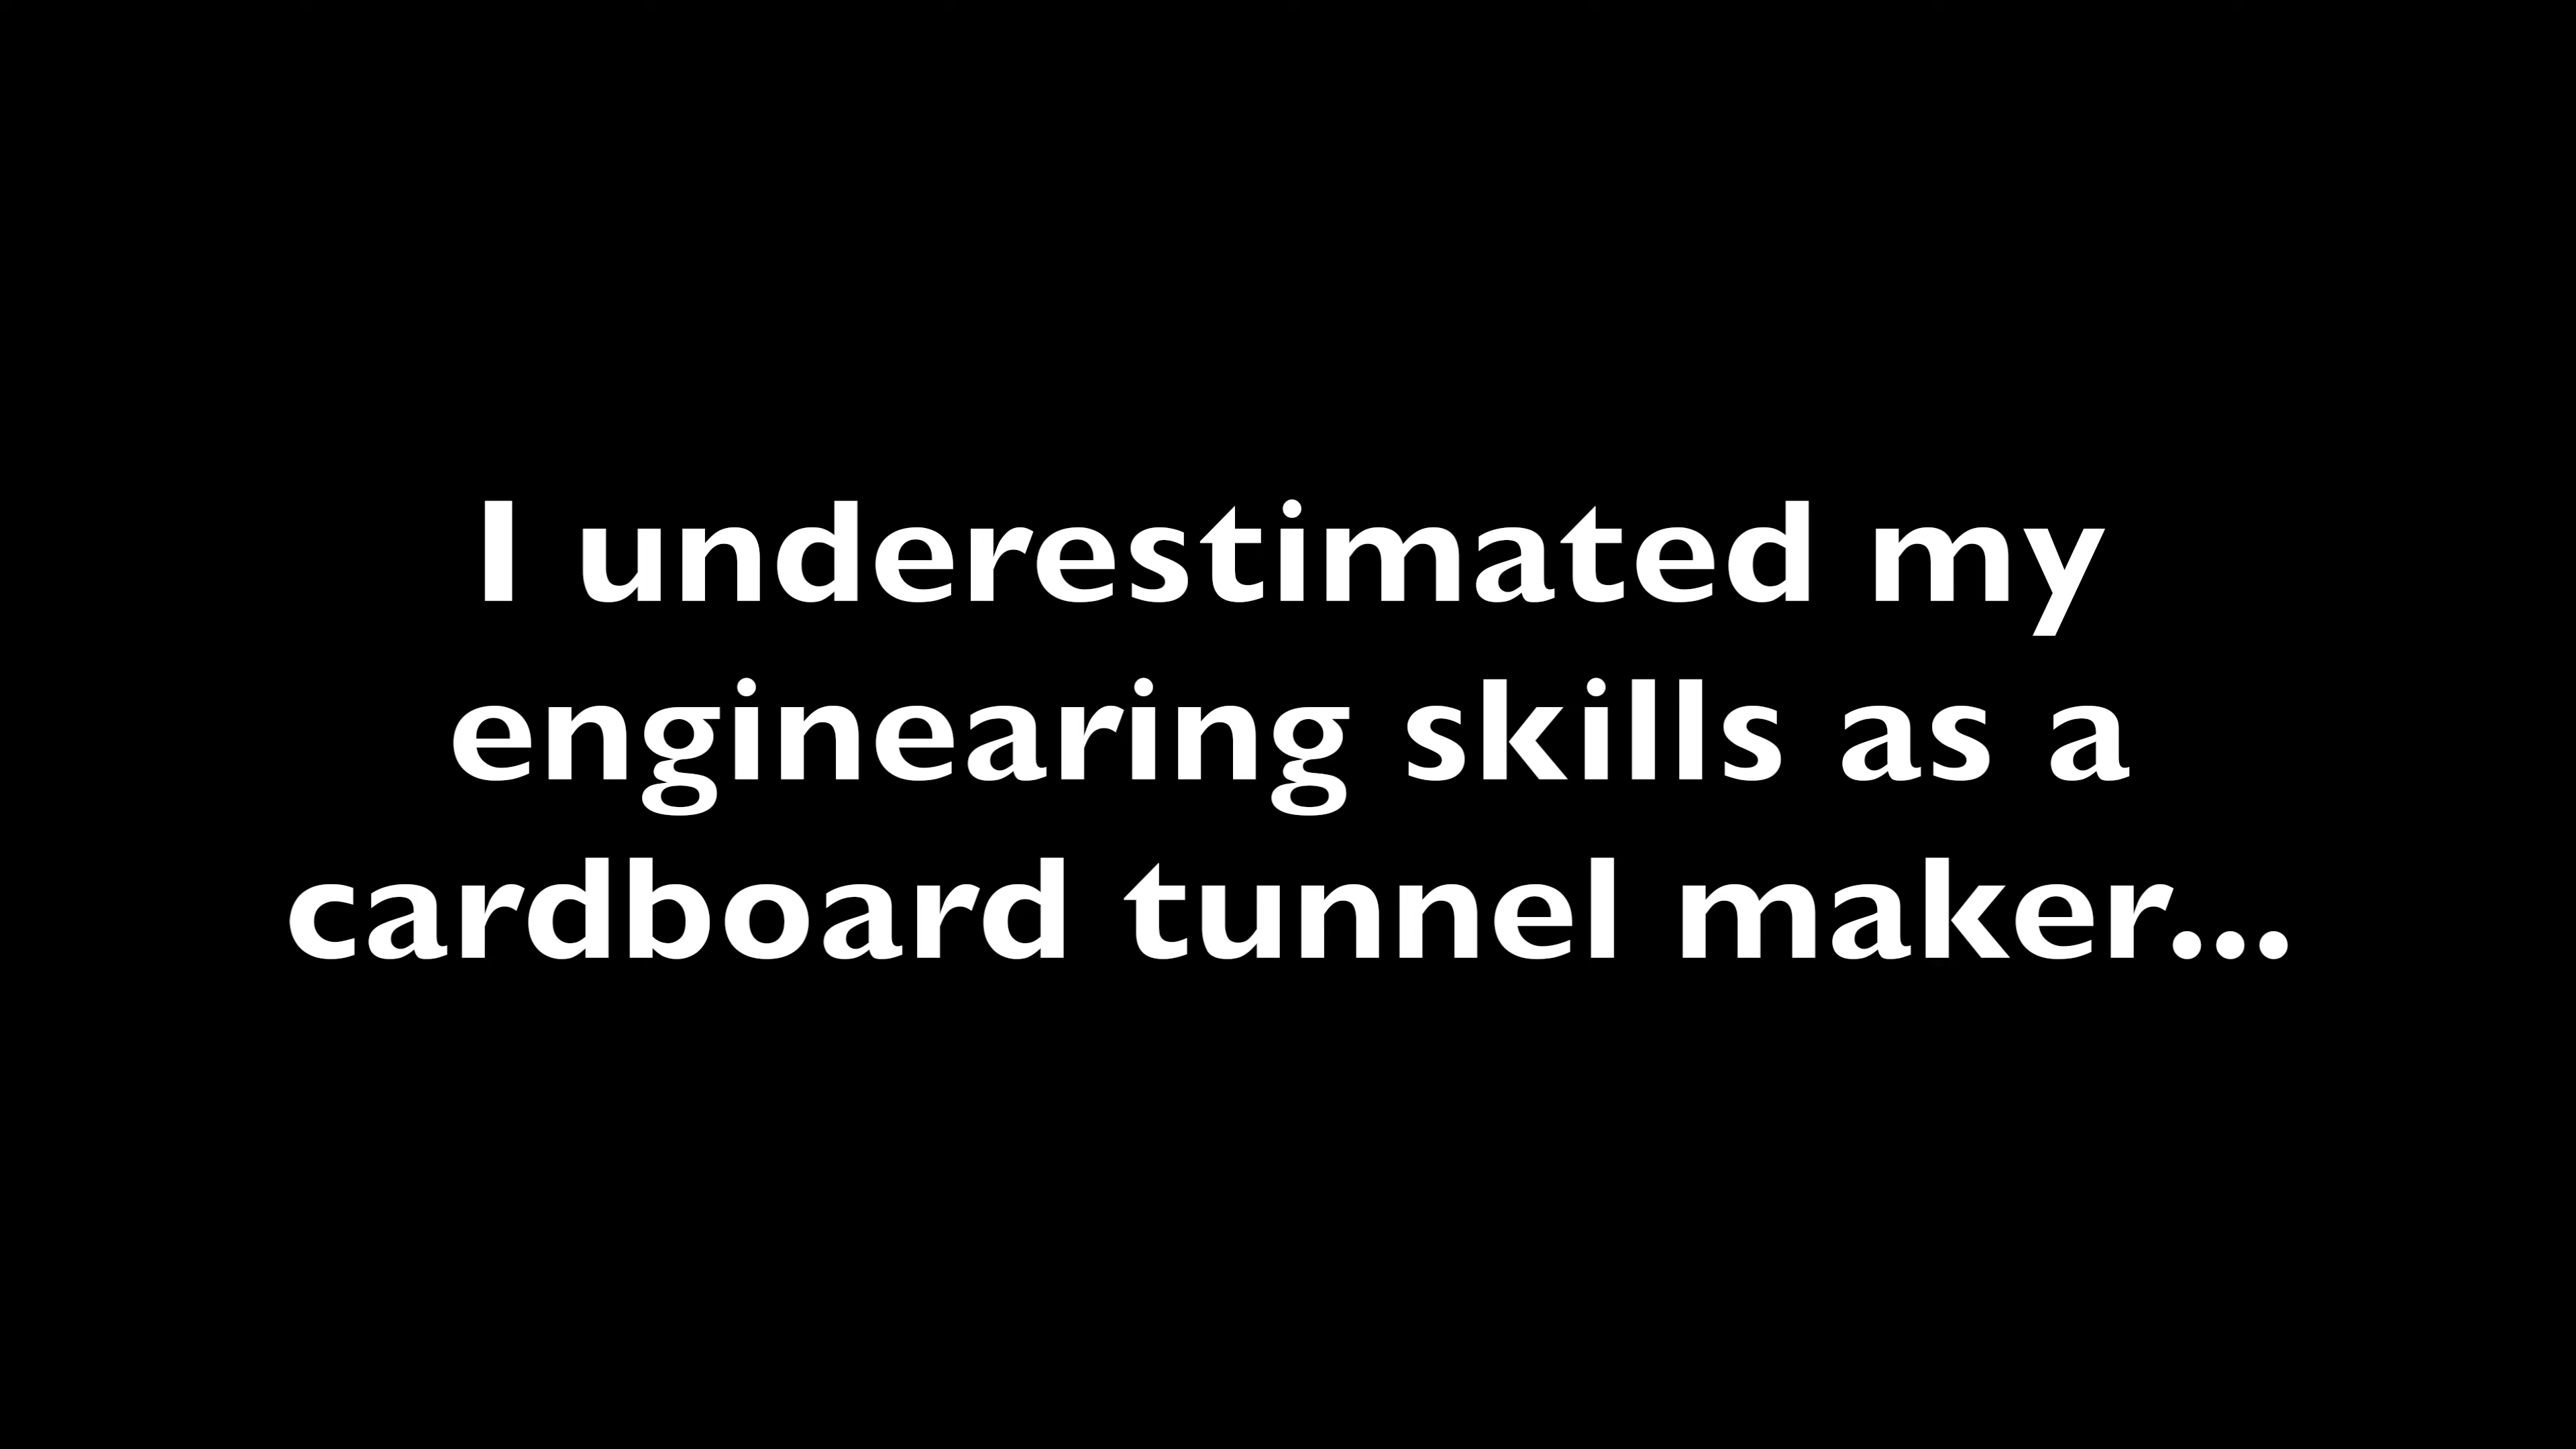 I underestimated my
enginearing skills as a
cardboard tunnel maker...